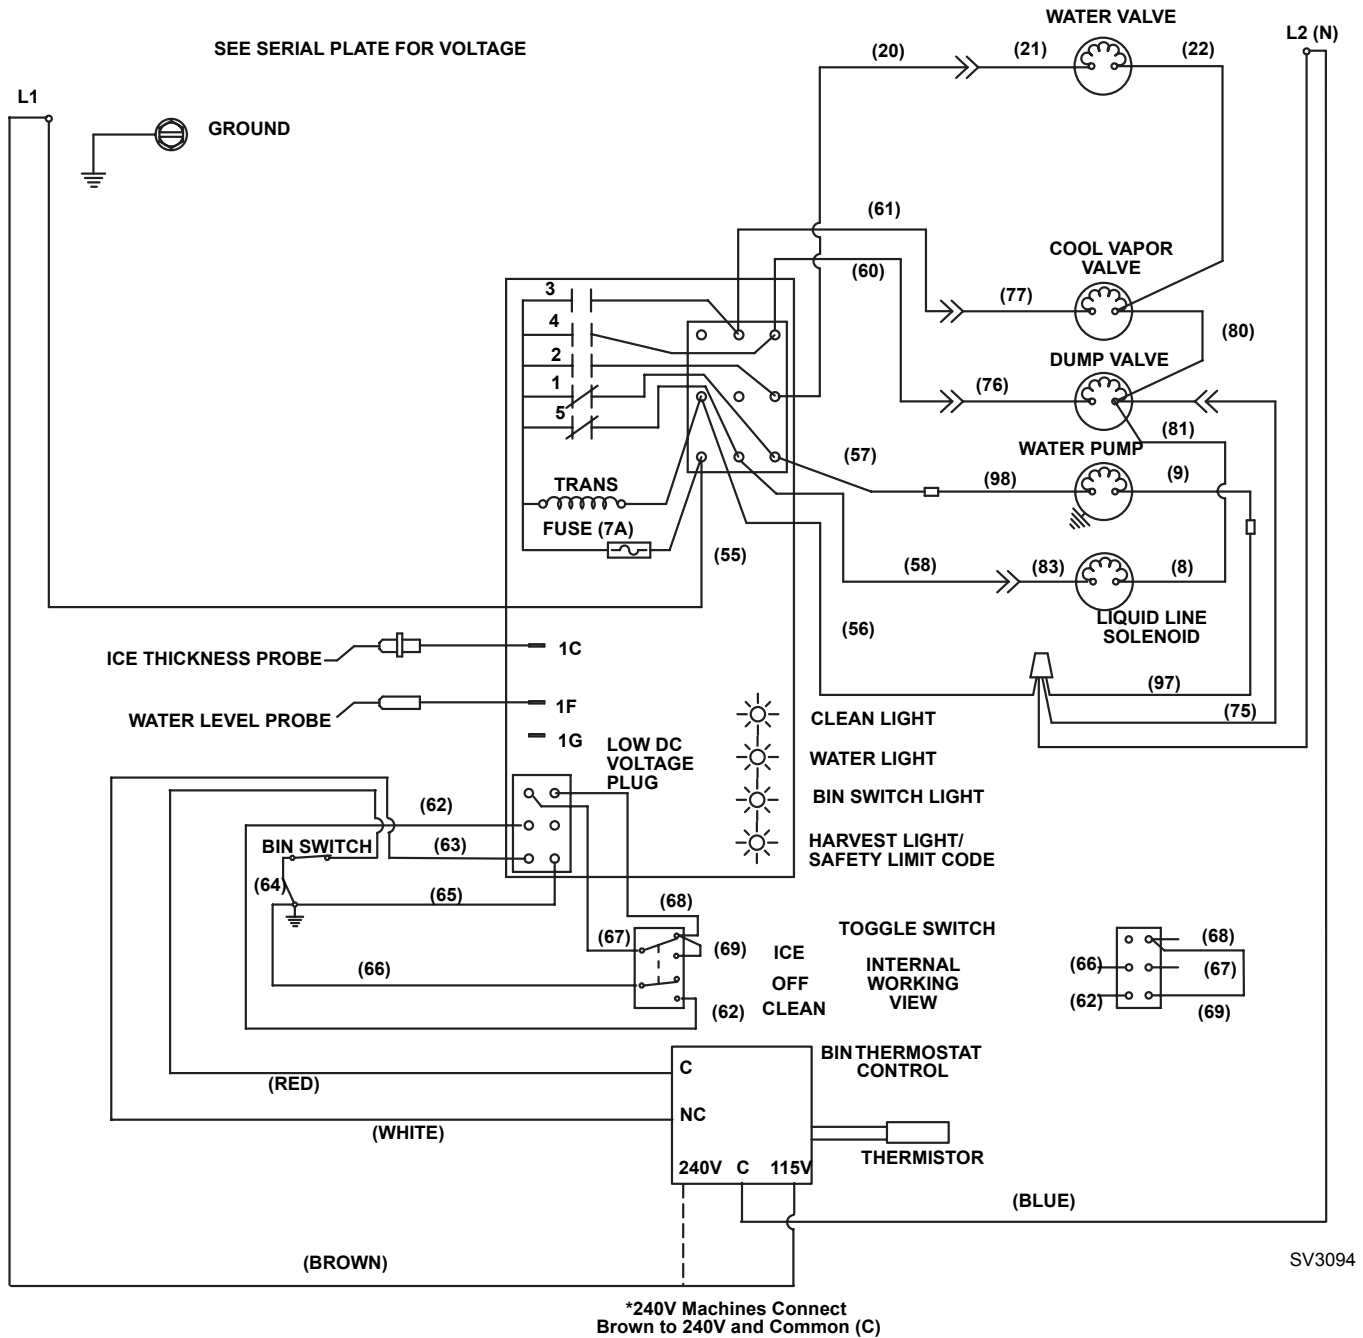 WATER VALVE
L2 (N)
SEE SERIAL PLATE FOR VOLTAGE
(20)
(21)
(22)
L1
GROUND
(61)
(60)
COOL VAPOR
VALVE
(77)
(80)
3
4
2
1
5
DUMP VALVE
(76)
(81)
WATER PUMP
(57)
(98)
(9)
TRANS
FUSE (7A)
(55)
(58)
(83)
(8)
LIQUID LINE
SOLENOID
(56)
ICE THICKNESS PROBE
1C
(97)
(75)
WATER LEVEL PROBE
1F
1G
LOW DC
VOLTAGE
PLUG
CLEAN LIGHT
WATER LIGHT
BIN SWITCH LIGHT
HARVEST LIGHT/
SAFETY LIMIT CODE
(62)
BIN SWITCH
(63)
(64)
(65)
(68)
(67)
(69)
(66)
(62)
ICE
OFF
CLEAN
TOGGLE SWITCH
INTERNAL
WORKING
VIEW
(68)
(66)
(67)
(62)
(69)
BIN THERMOSTAT
CONTROL
C
(RED)
NC
(WHITE)
THERMISTOR
240V C 115V
(BLUE)
(BROWN)
SV3094
*240V Machines Connect
Brown to 240V and Common (C)